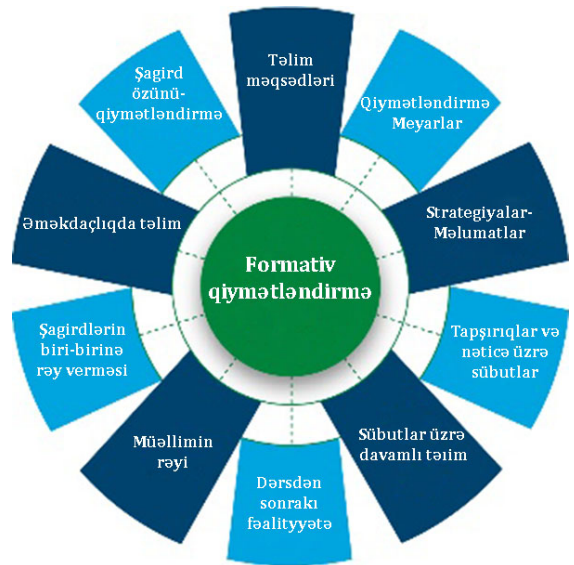 Təlim
məqsədləri
Qiymətləndirmə
Meyarlar
Strategiyalar-
Məlumatlar
Tapşırıqlar və
nəticə üzrə
sübutlar
Sübutlar üzrə
davamlı təlim
Dərsdən
sonrakı
fəalityyətə
Müəllimin
rəyi
Şagirdlərin
biri-birinə
rəy verməsi
Əməkdaşlıqda təlim
Şagird
özünü-
qiymətləndirmə
Formativ
qiymətləndirmə